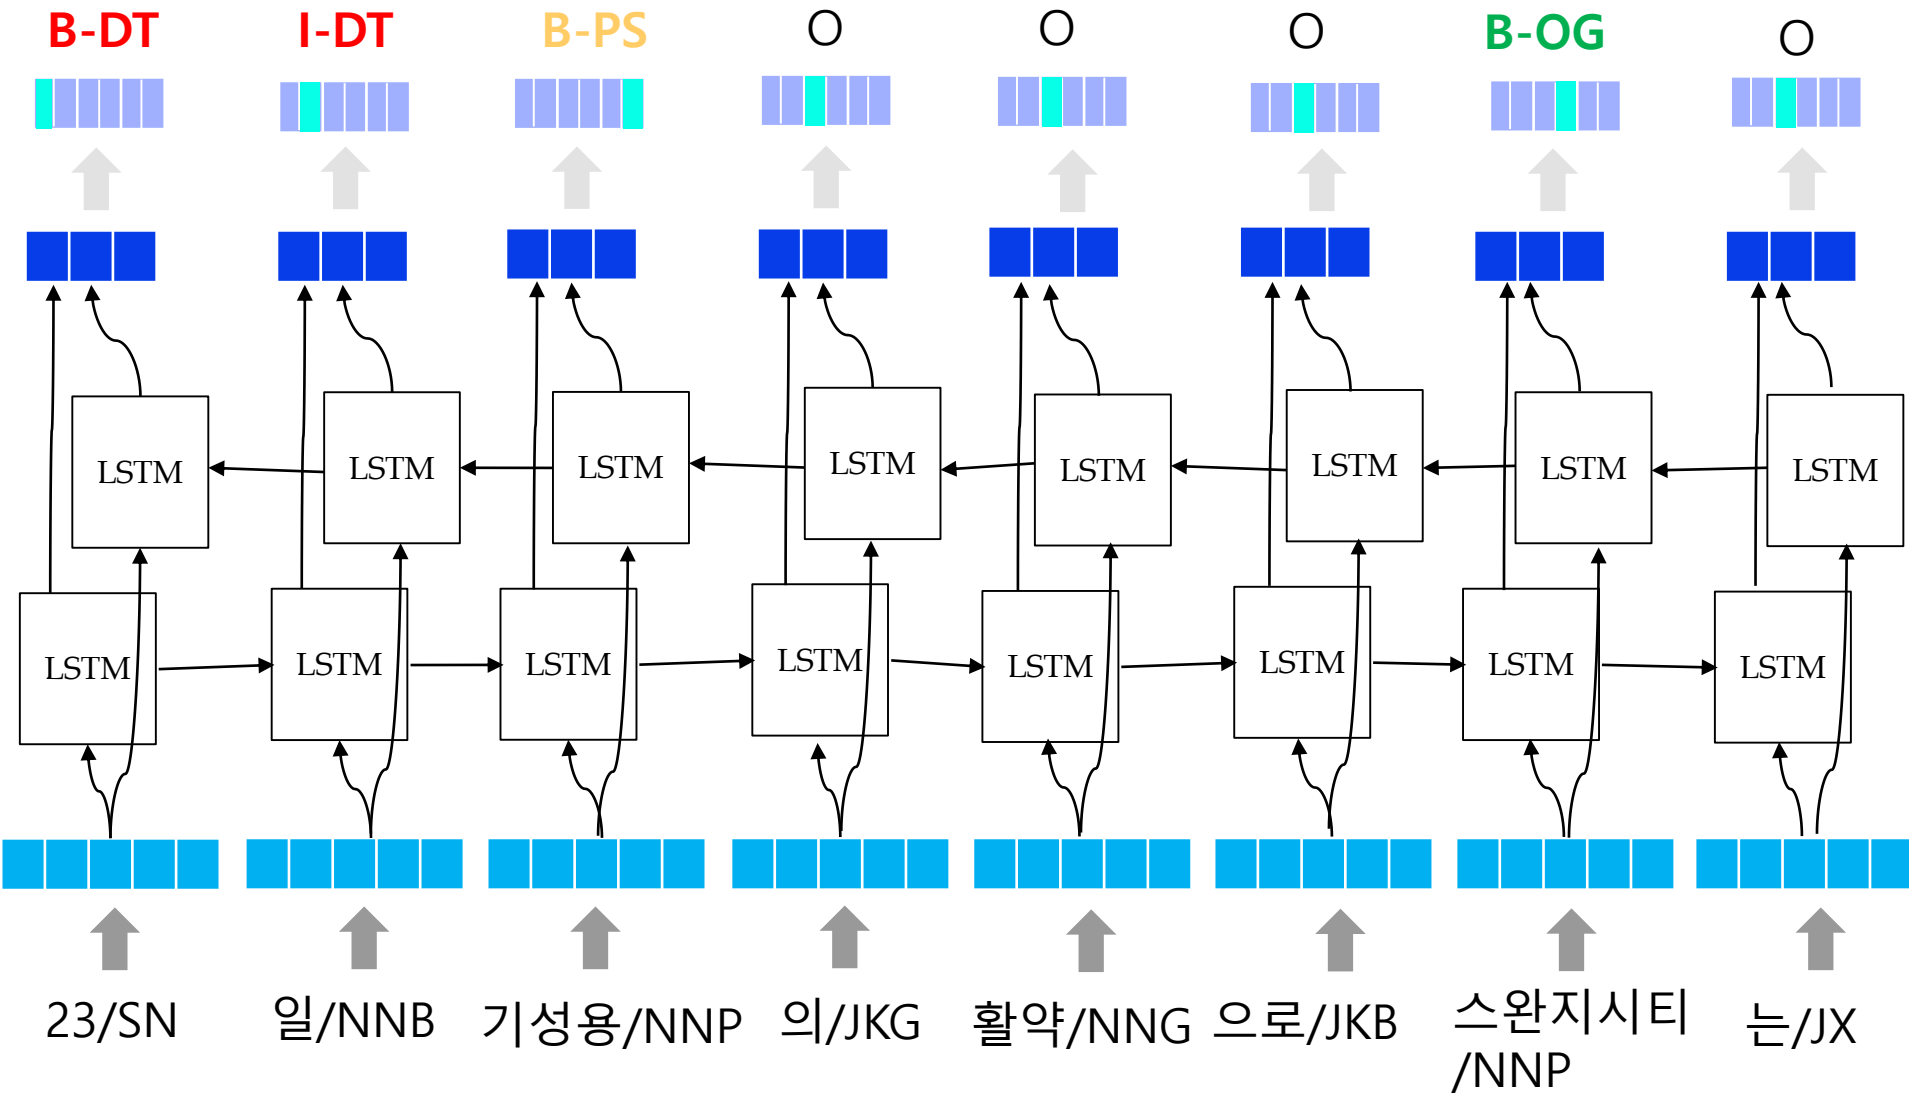 B-DT I-DT B-PS O O O B-OG O
LSTM LSTM LSTM LSTM LSTM LSTM LSTM LSTM
LSTM LSTM LSTM LSTM LSTM LSTM LSTM LSTM
23/SN 일/NNB 기성용/NNP 의/JKG 활약/NNG 으로/JKB 스완지시티 는/JX
/NNP